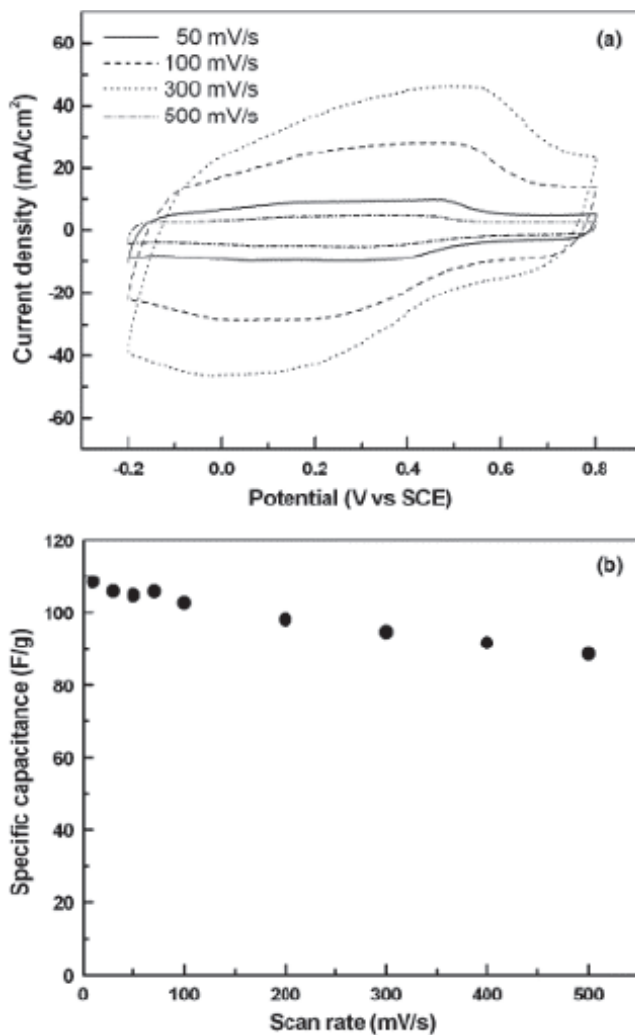 60
40
20
0
-20
-40
-60
Current density (mA/cm²)
50 mV/s
100 mV/s
300 mV/s
500 mV/s
(a)
-0.2 0.0 0.2 0.4 0.6 0.8
Potential (V vs SCE)
120
100
80
60
40
20
0
Specific capacitance (F/g)
(b)
0 100 200 300 400 500
Scan rate (mV/s)